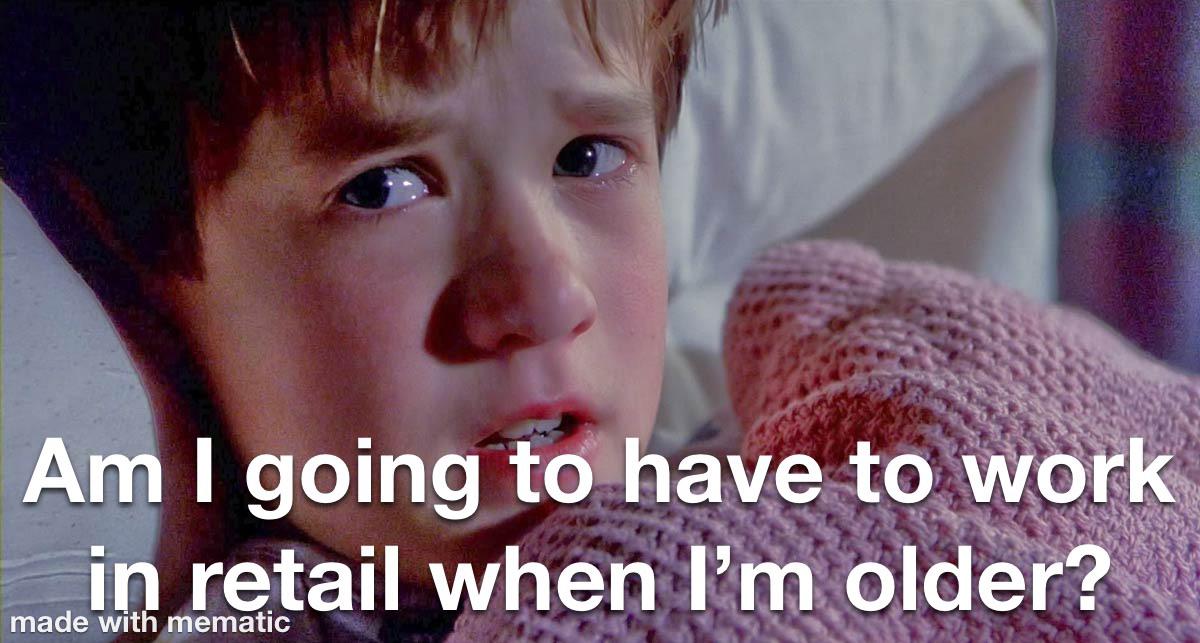 Am I going to have to work
in retail when I’m older?
made with mematic